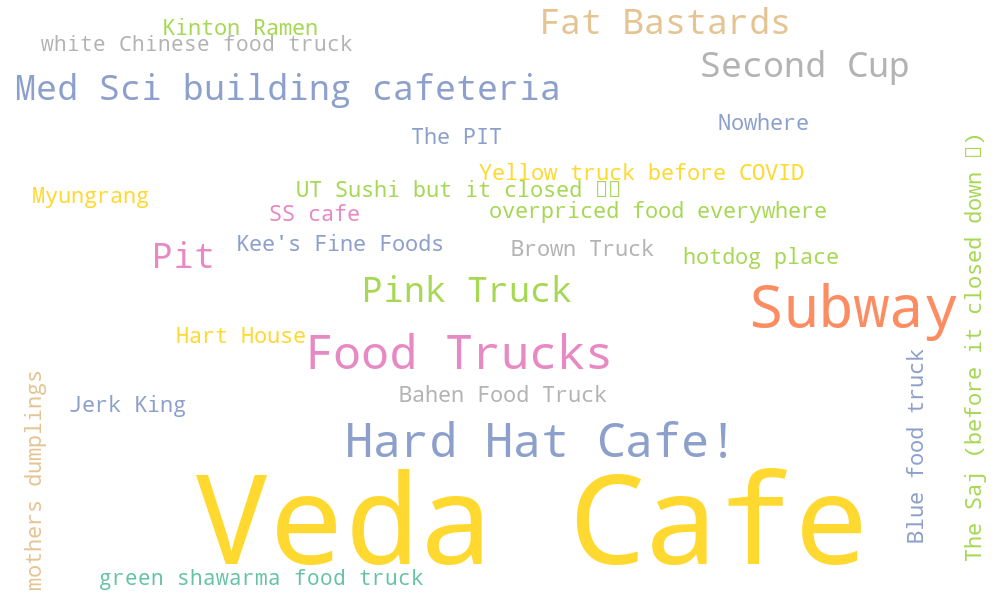 Kinton Ramen
Fat Bastards
white Chinese food truck
Second Cup
Med Sci building cafeteria
Nowhere
The PIT
Yellow truck before COVID
UT Sushi but it closed
Myungrang
SS cafe
overpriced food everywhere
Pit
Kee's Fine Foods
Brown Truck
hotdog place
Pink Truck
Subway
Hart House
Food Trucks
Bahen Food Truck
Jerk King
Hard Hat Cafe!
Veda Cafe
green shawarma food truck
mothers dumplings
Blue food truck
The Saj (before it closed down )